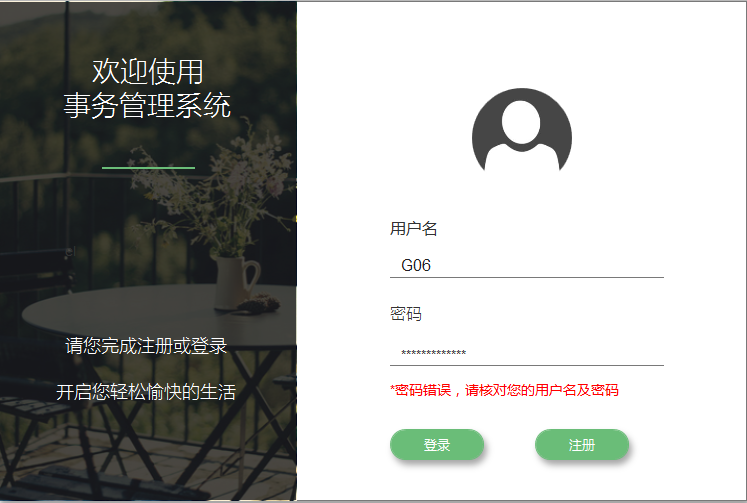 欢迎使用
事务管理系统
请您完成注册或登录
开启您轻松愉快的生活
用户名
G06
密码
*************
*密码错误，请核对您的用户名及密码
登录
注册